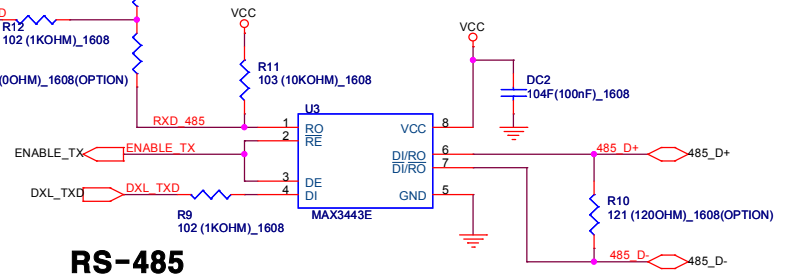 D
R12
102 (1KOHM)_1608
VCC
VCC
(0OHM)_1608(OPTION)
R11
103 (10KOHM)_1608
DC2
104F(100nF)_1608
U3
RXD_485
1
RO
2
RE
VCC
8
ENABLE_TX
ENABLE_TX
DI/RO
6
485_D+
485_D+
DI/RO
7
3
DE
DXL_TXD
DXL_TXD
4
DI
GND
5
R9
102 (1KOHM)_1608
MAX3443E
R10
121 (120OHM)_1608(OPTION)
RS-485
485_D-
485_D-